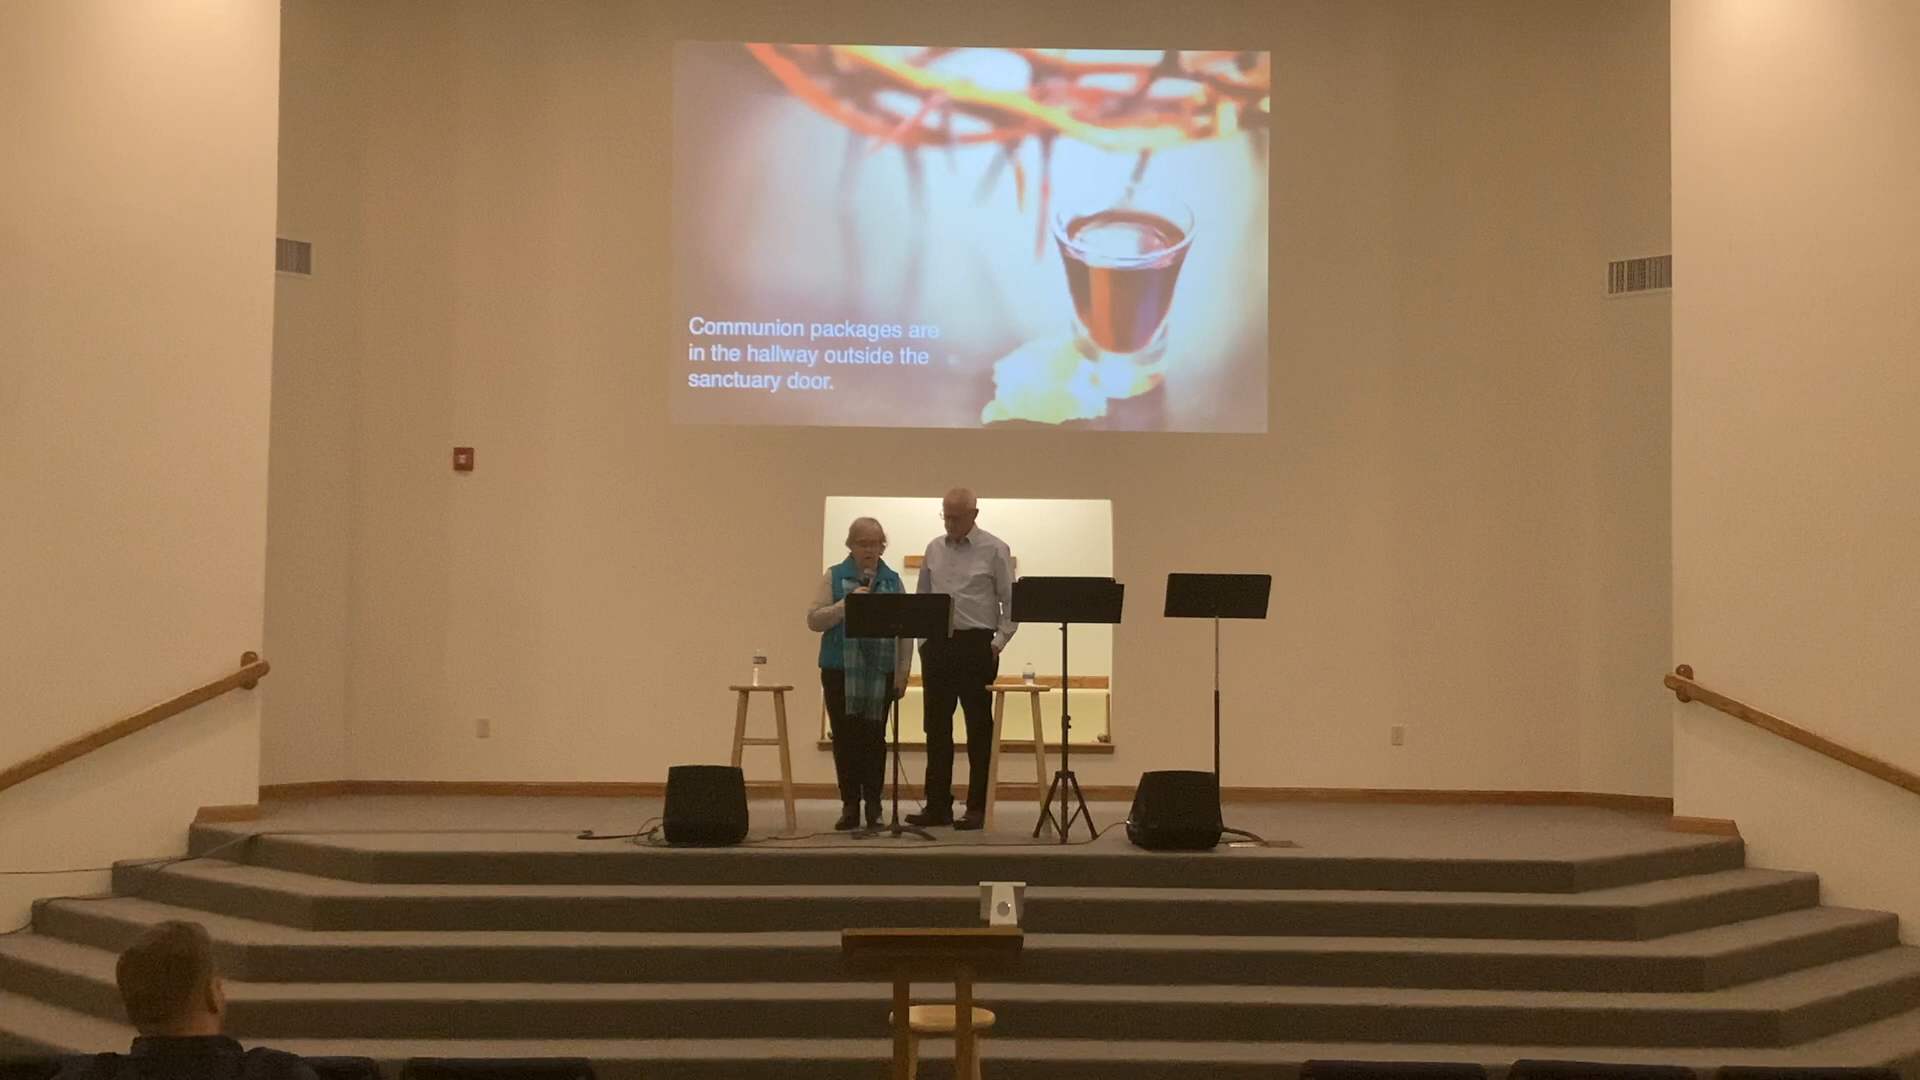 Communion packages are
in the hallway outside the
sanctuary door.